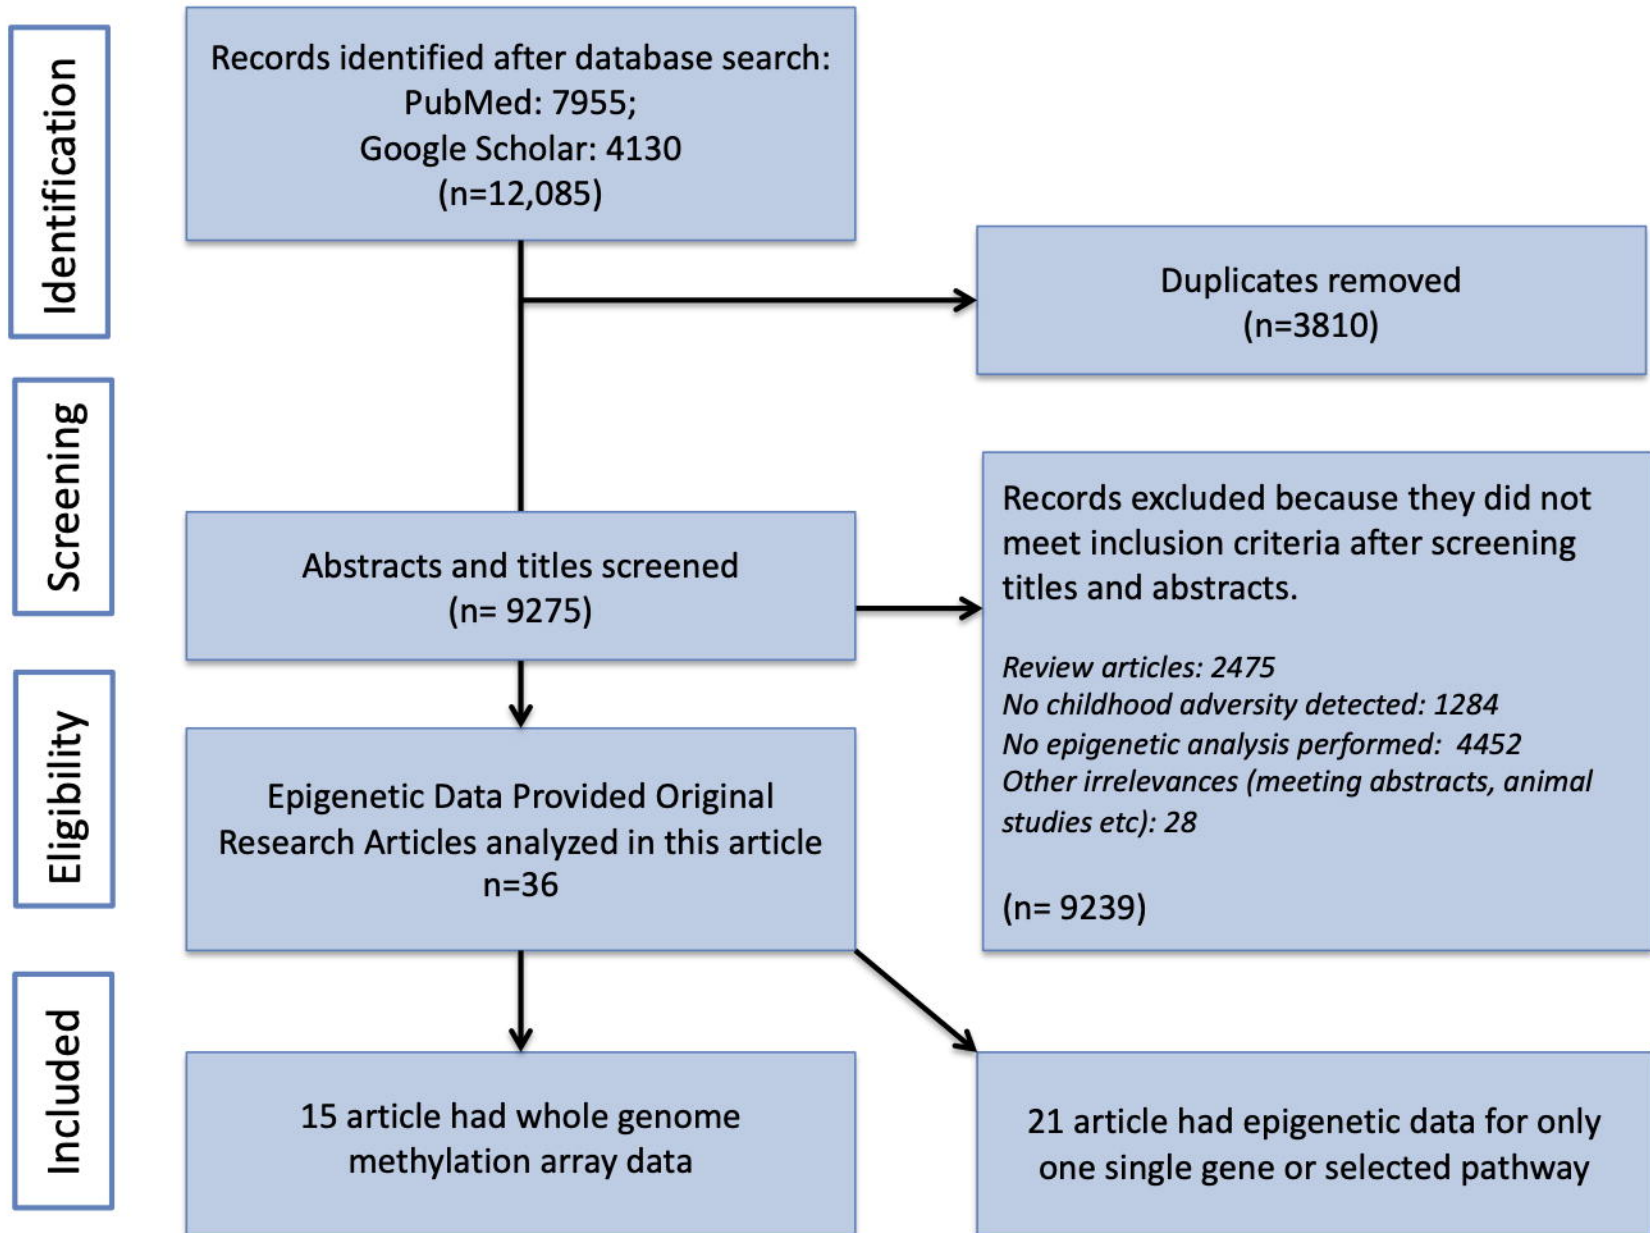 Identification
Records identified after database search:
PubMed: 7955;
Google Scholar: 4130
(n=12,085)
Duplicates removed
(n=3810)
Screening
Abstracts and titles screened
(n= 9275)
Records excluded because they did not
meet inclusion criteria after screening
titles and abstracts.
Review articles: 2475
No childhood adversity detected: 1284
No epigenetic analysis performed: 4452
Other irrelevances (meeting abstracts, animal
studies etc): 28
(n= 9239)
Eligibility
Epigenetic Data Provided Original
Research Articles analyzed in this article
n=36
Included
15 article had whole genome
methylation array data
21 article had epigenetic data for only
one single gene or selected pathway